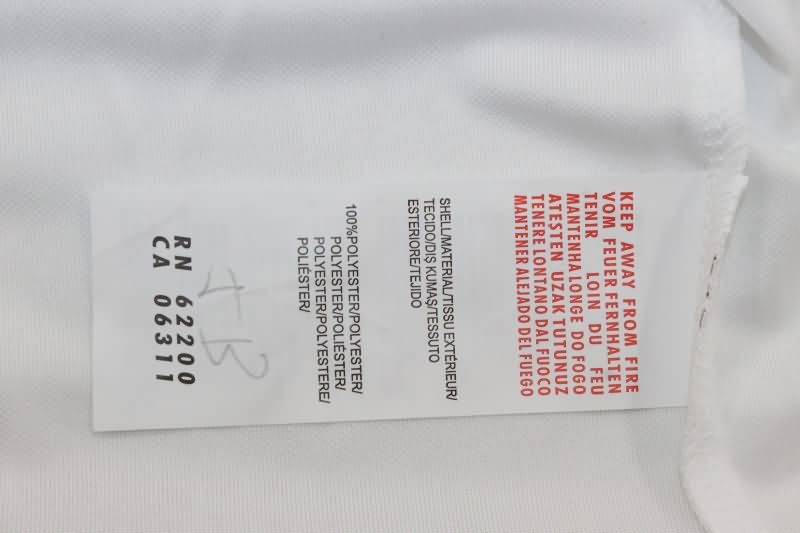 KEEP AWAY FROM FIRE
VOM FEUER FERNHALTEN
TENIR LOIN DU FEU
MANTENHA LONGE DO FOGO
ATEŞTEN UZAK TUTUNUZ
TENERE LONTANO DAL FUOCO
MANTENER ALEJADO DEL FUEGO
SHELL/MATERIAL/TISSU EXTÉRIEUR/
TECIDO/DIŞ KUMAŞ/TESSUTO
ESTERIORE/TEJIDO
100%POLYESTER/POLYESTER/
POLYESTER/POLIÉSTER/
POLYESTER/POLYESTERE/
POLIÉSTER/
RN 62200
CA 06311